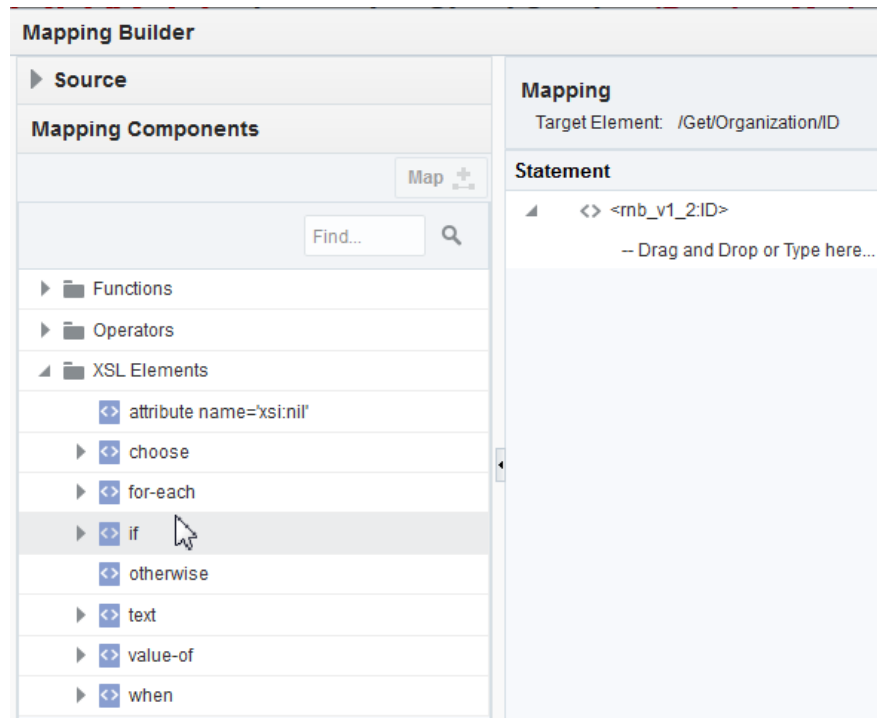 Mapping Builder
Source
Mapping Components
Map
Find...
Functions
Operators
XSL Elements
attribute name='xsi:nil'
choose
for-each
if
otherwise
text
value-of
when
Mapping
Target Element: /Get/Organization/ID
Statement
<rnb_v1_2:ID>
-- Drag and Drop or Type here...